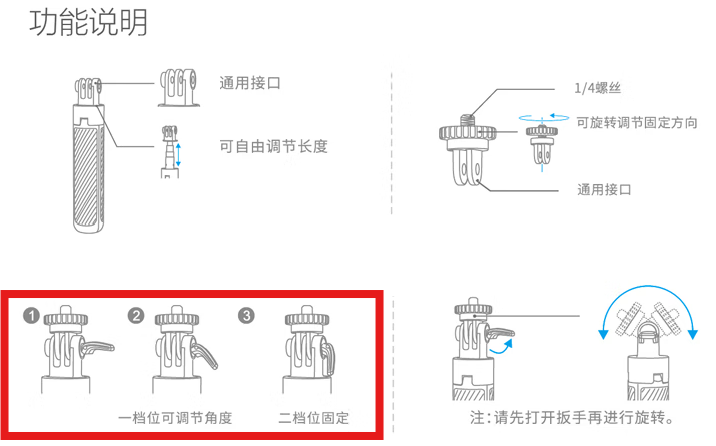 功能说明
通用接口
可自由调节长度
1/4螺丝
可旋转调节固定方向
通用接口
1 2 3
一档位可调节角度
二档位固定
注:请先打开扳手再进行旋转。